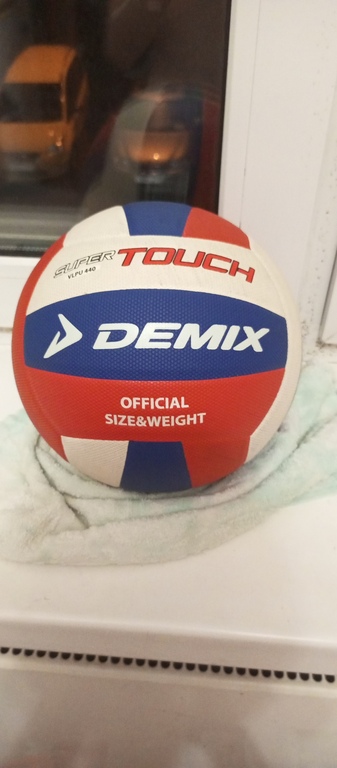 SUPER TOUCH
VLPU 440
DEMIX
OFFICIAL
SIZE&WEIGHT